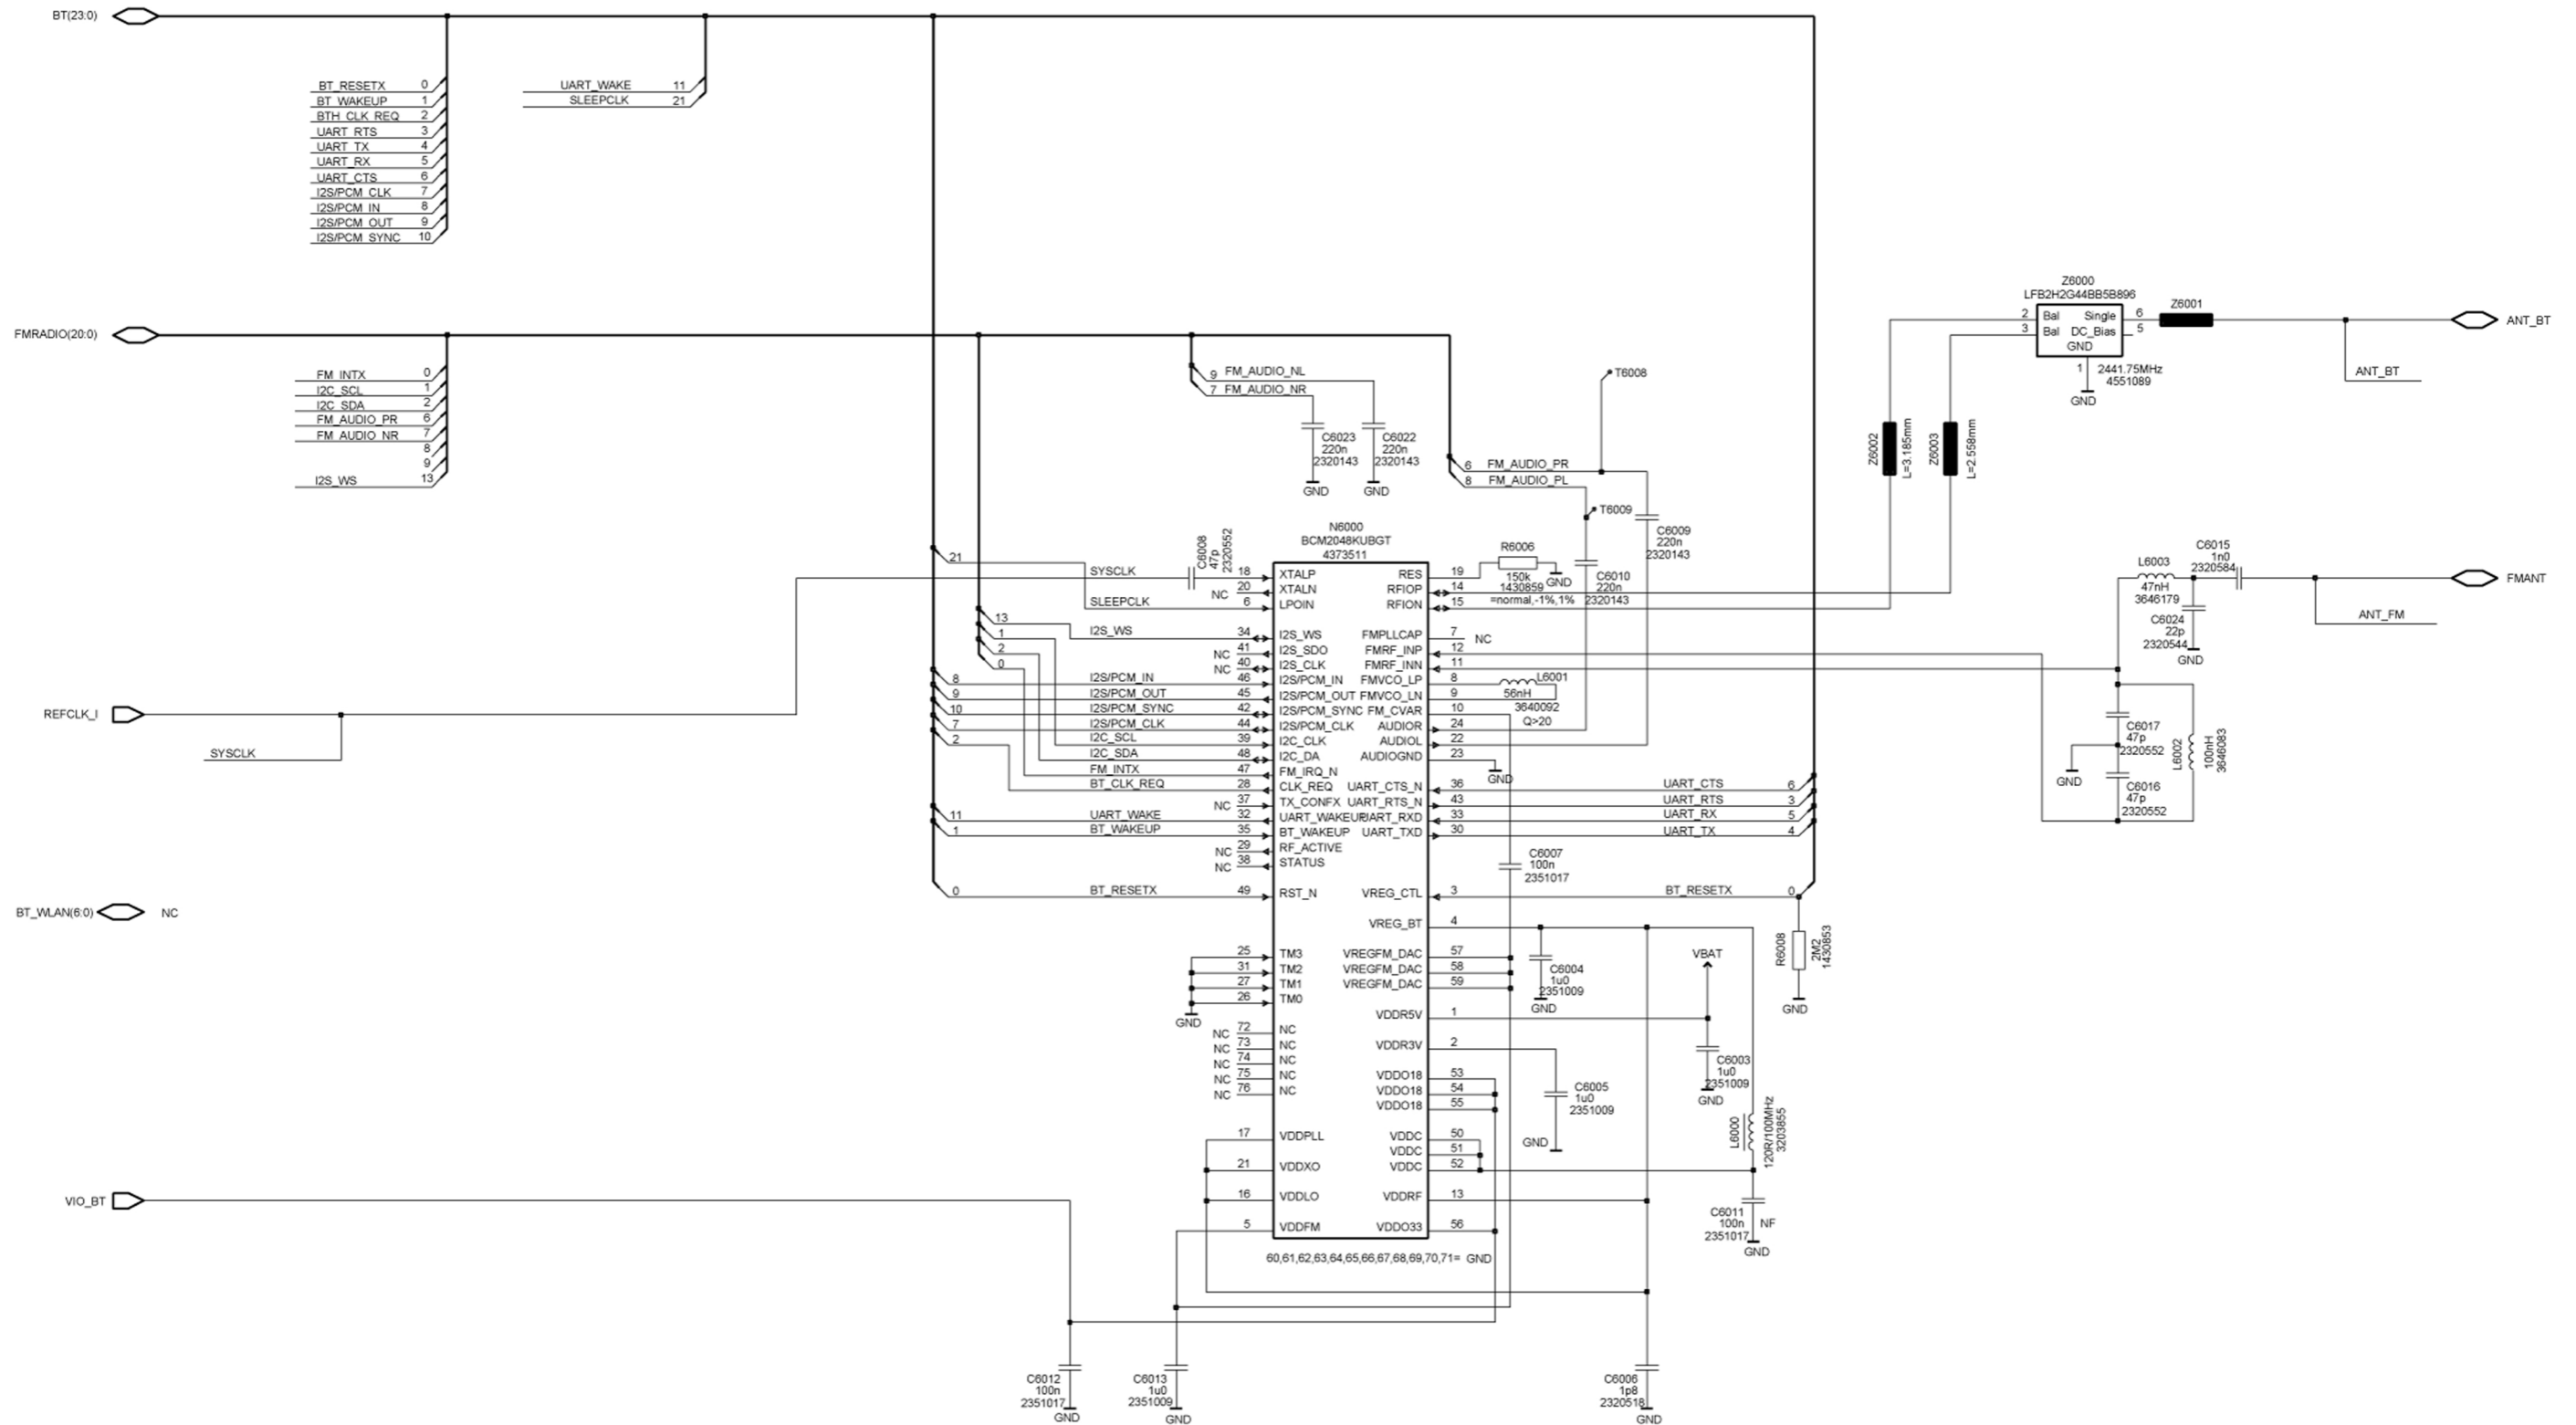 BT(23:0)
BT_RESETX 0
BT_WAKEUP 1
BTH_CLK_REQ 2
UART_RTS 3
UART_TX 4
UART_RX 5
UART_CTS 6
I2S/PCM_CLK 7
I2S/PCM_IN 8
I2S/PCM_OUT 9
I2S/PCM_SYNC 10
UART_WAKE 11
SLEEPCLK 21
FMRADIO(20:0)
FM_INTX 0
I2C_SCL 1
I2C_SDA 2
FM_AUDIO_PR 6
FM_AUDIO_NR 7
8
9
I2S_WS 13
9 FM_AUDIO_NL
7 FM_AUDIO_NR
C6023
220n
2320143
GND
C6022
220n
2320143
GND
T6008
6 FM_AUDIO_PR
8 FM_AUDIO_PL
T6009
C6009
220n
2320143
C6010
220n
2320143
Z6000
LFB2H2G44BB5B896
2 Bal Single 6
3 Bal DC_Bias 5
GND
1
2441.75MHz
4551089
GND
Z6001
ANT_BT
ANT_BT
Z6002
L=3.185mm
Z6003
L=2.558mm
C6015
1n0
2320584
L6003
47nH
3646179
C6024
22p
2320544
GND
FMANT
ANT_FM
C6017
47p
2320552
GND
C6016
47p
2320552
L6002
100nH
3646083
REFCLK_I
SYSCLK
BT_WLAN(6:0) NC
VIO_BT
N6000
BCM2048KUBGT
4373511
C6008
47p
2320552
21
SYSCLK 18 XTALP
NC 20 XTALN
SLEEPCLK 6 LPOIN
13 I2S_WS 34 I2S_WS
1
2
0
NC 41 I2S_SDO
NC 40 I2S_CLK
8 I2S/PCM_IN 46 I2S/PCM_IN
9 I2S/PCM_OUT 45 I2S/PCM_OUT
10 I2S/PCM_SYNC 42 I2S/PCM_SYNC
7 I2S/PCM_CLK 44 I2S/PCM_CLK
2
I2C_SCL 39 I2C_CLK
I2C_SDA 48 I2C_DA
FM_INTX 47 FM_IRQ_N
BT_CLK_REQ 28 CLK_REQ
NC 37 TX_CONFX
11 UART_WAKE 32 UART_WAKEUP
1 BT_WAKEUP 35 BT_WAKEUP
NC 29 RF_ACTIVE
NC 38 STATUS
0 BT_RESETX 49 RST_N
25 TM3
31 TM2
27 TM1
26 TM0
GND
NC 72 NC
NC 73 NC
NC 74 NC
NC 75 NC
NC 76 NC
17 VDDPLL
21 VDDXO
16 VDDLO
5 VDDFM
RES 19
RFIOP 14
RFION 15
R6006
150k
1430859
=normal,-1%,1%
GND
FMPLLCAP 7 NC
FMRF_INP 12
FMRF_INN 11
FMVCO_LP 8
FMVCO_LN 9
L6001
56nH
3640092
Q>20
FM_CVAR 10
AUDIOR 24
AUDIOL 22
AUDIOGND 23
GND
UART_CTS_N 36 UART_CTS 6
UART_RTS_N 43 UART_RTS 3
UART_RXD 33 UART_RX 5
UART_TXD 30 UART_TX 4
C6007
100n
2351017
VREG_CTL 3 BT_RESETX 0
VREG_BT 4
R6008
2M2
1430853
GND
VREGFM_DAC 57
VREGFM_DAC 58
VREGFM_DAC 59
C6004
1u0
2351009
GND
VBAT
VDDR5V 1
VDDR3V 2
C6003
1u0
2351009
GND
C6005
1u0
2351009
GND
VDDO18 53
VDDO18 54
VDDO18 55
VDDC 50
VDDC 51
VDDC 52
L6000
120R/100MHz
3203855
VDDRF 13
VDDO33 56
C6011
100n NF
2351017
GND
60,61,62,63,64,65,66,67,68,69,70,71= GND
C6012
100n
2351017
GND
C6013
1u0
2351009
GND
C6006
1p8
2320518
GND